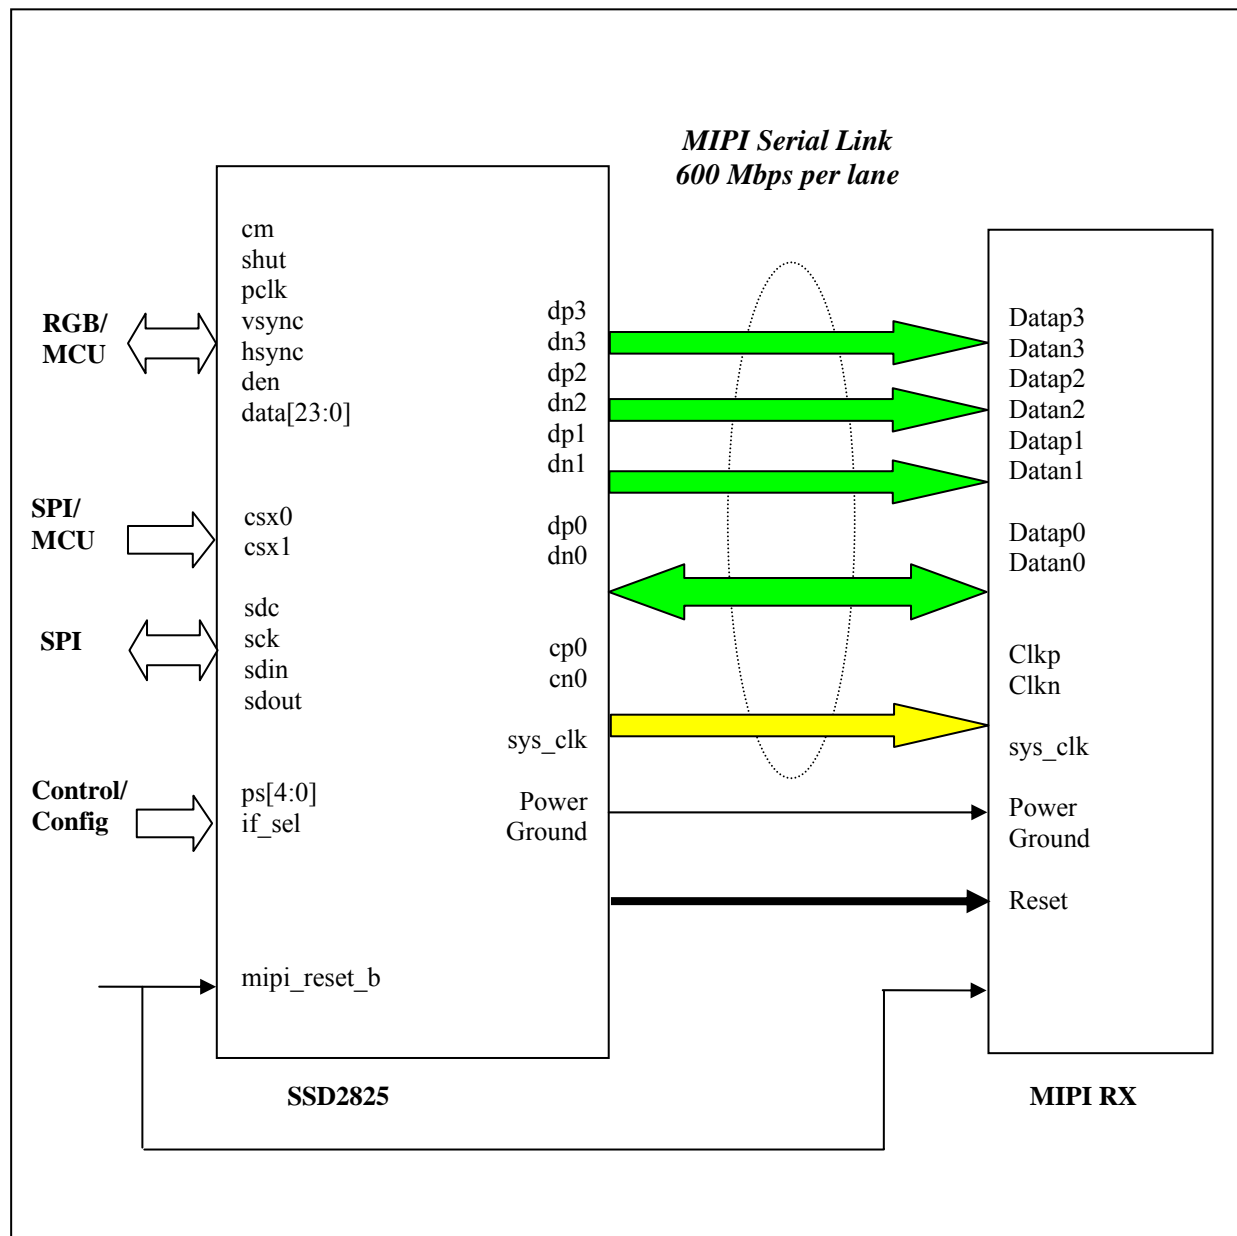 MIPI Serial Link
600 Mbps per lane
RGB/
MCU
SPI/
MCU
SPI
Control/
Config
cm
shut
pclk
vsync
hsync
den
data[23:0]
csx0
csx1
sdc
sck
sdin
sdout
ps[4:0]
if_sel
mipi_reset_b
dp3
dn3
dp2
dn2
dp1
dn1
dp0
dn0
cp0
cn0
sys_clk
Power
Ground
Datap3
Datan3
Datap2
Datan2
Datap1
Datan1
Datap0
Datan0
Clkp
Clkn
sys_clk
Power
Ground
Reset
SSD2825
MIPI RX